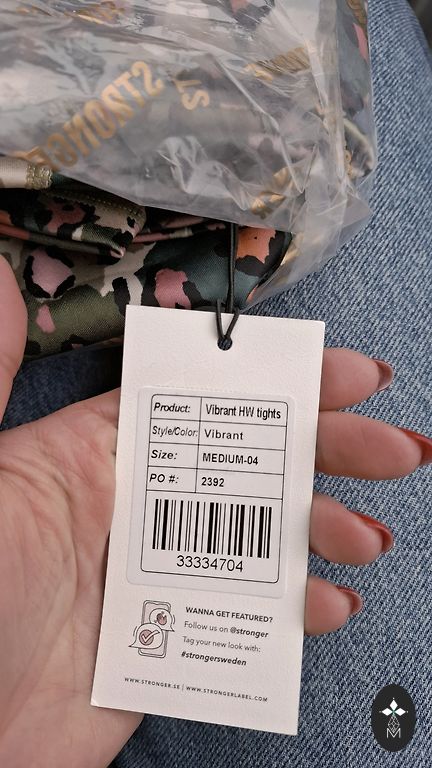 STRONGER
ST
Product: Vibrant HW tights
Style/Color: Vibrant
Size: MEDIUM-04
PO #: 2392
33334704
WANNA GET FEATURED?
Follow us on @stronger
Tag your new look with:
#strongersweden
WWW.STRONGER.SE | WWW.STRONGERLABEL.COM
M